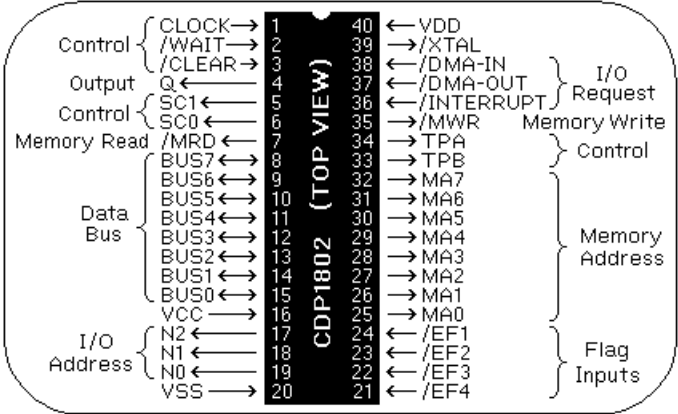 CLOCK 1 40 VDD
Control /WAIT 2 39 /XTAL
/CLEAR 3 38 /DMA-IN
Output Q 4 37 /DMA-OUT I/O Request
Control SC1 5 36 /INTERRUPT
SC0 6 35 /MWR Memory Write
Memory Read /MRD 7 34 TPA Control
BUS7 8 33 TPB
BUS6 9 32 MA7
BUS5 10 31 MA6
Data Bus BUS4 11 30 MA5
BUS3 12 29 MA4 Memory Address
BUS2 13 28 MA3
BUS1 14 27 MA2
BUS0 15 26 MA1
VCC 16 25 MA0
I/O Address N2 17 24 /EF1
N1 18 23 /EF2 Flag Inputs
N0 19 22 /EF3
VSS 20 21 /EF4
CDP1802 (TOP VIEW)